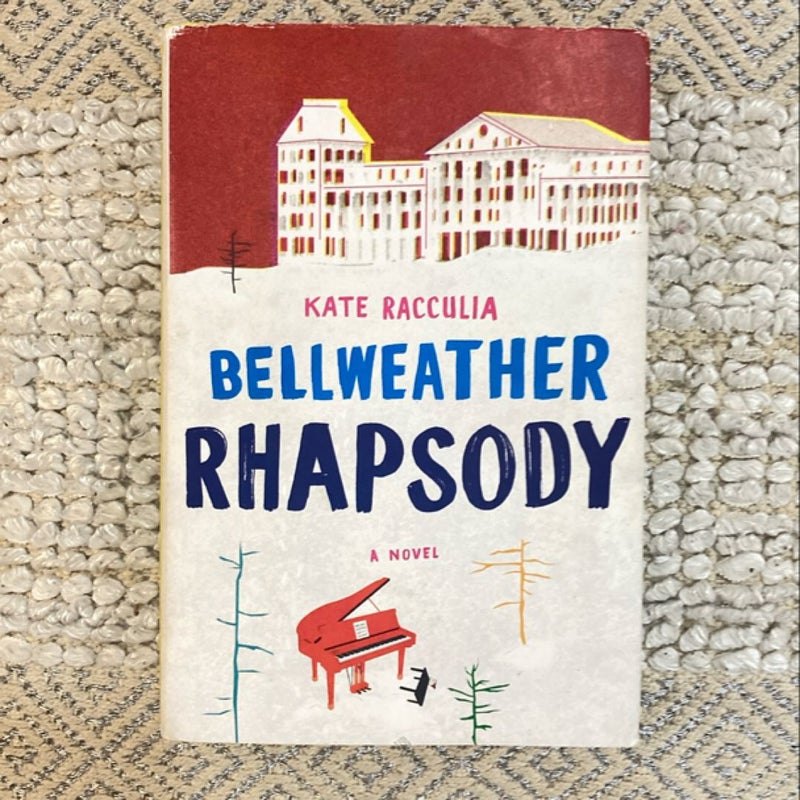 KATE RACCULIA
BELLWEATHER
RHAPSODY
A NOVEL